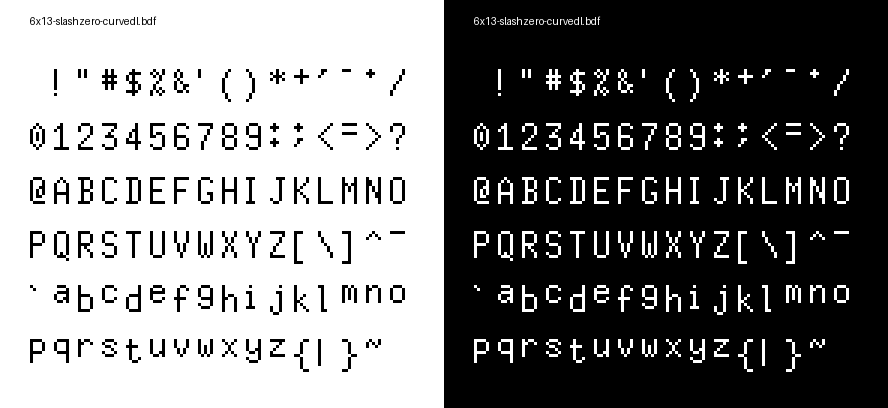 6x13-slashzero-curvedl.bdf
!"#$%&'()*+,-./
0123456789:;<=>?
@ABCDEFGHIJKLMNO
PQRSTUVWXYZ[\]^_
`abcdefghijklmno
pqrstuvwxyz{|}~
6x13-slashzero-curvedl.bdf
!"#$%&'()*+,-./
0123456789:;<=>?
@ABCDEFGHIJKLMNO
PQRSTUVWXYZ[\]^_
`abcdefghijklmno
pqrstuvwxyz{|}~